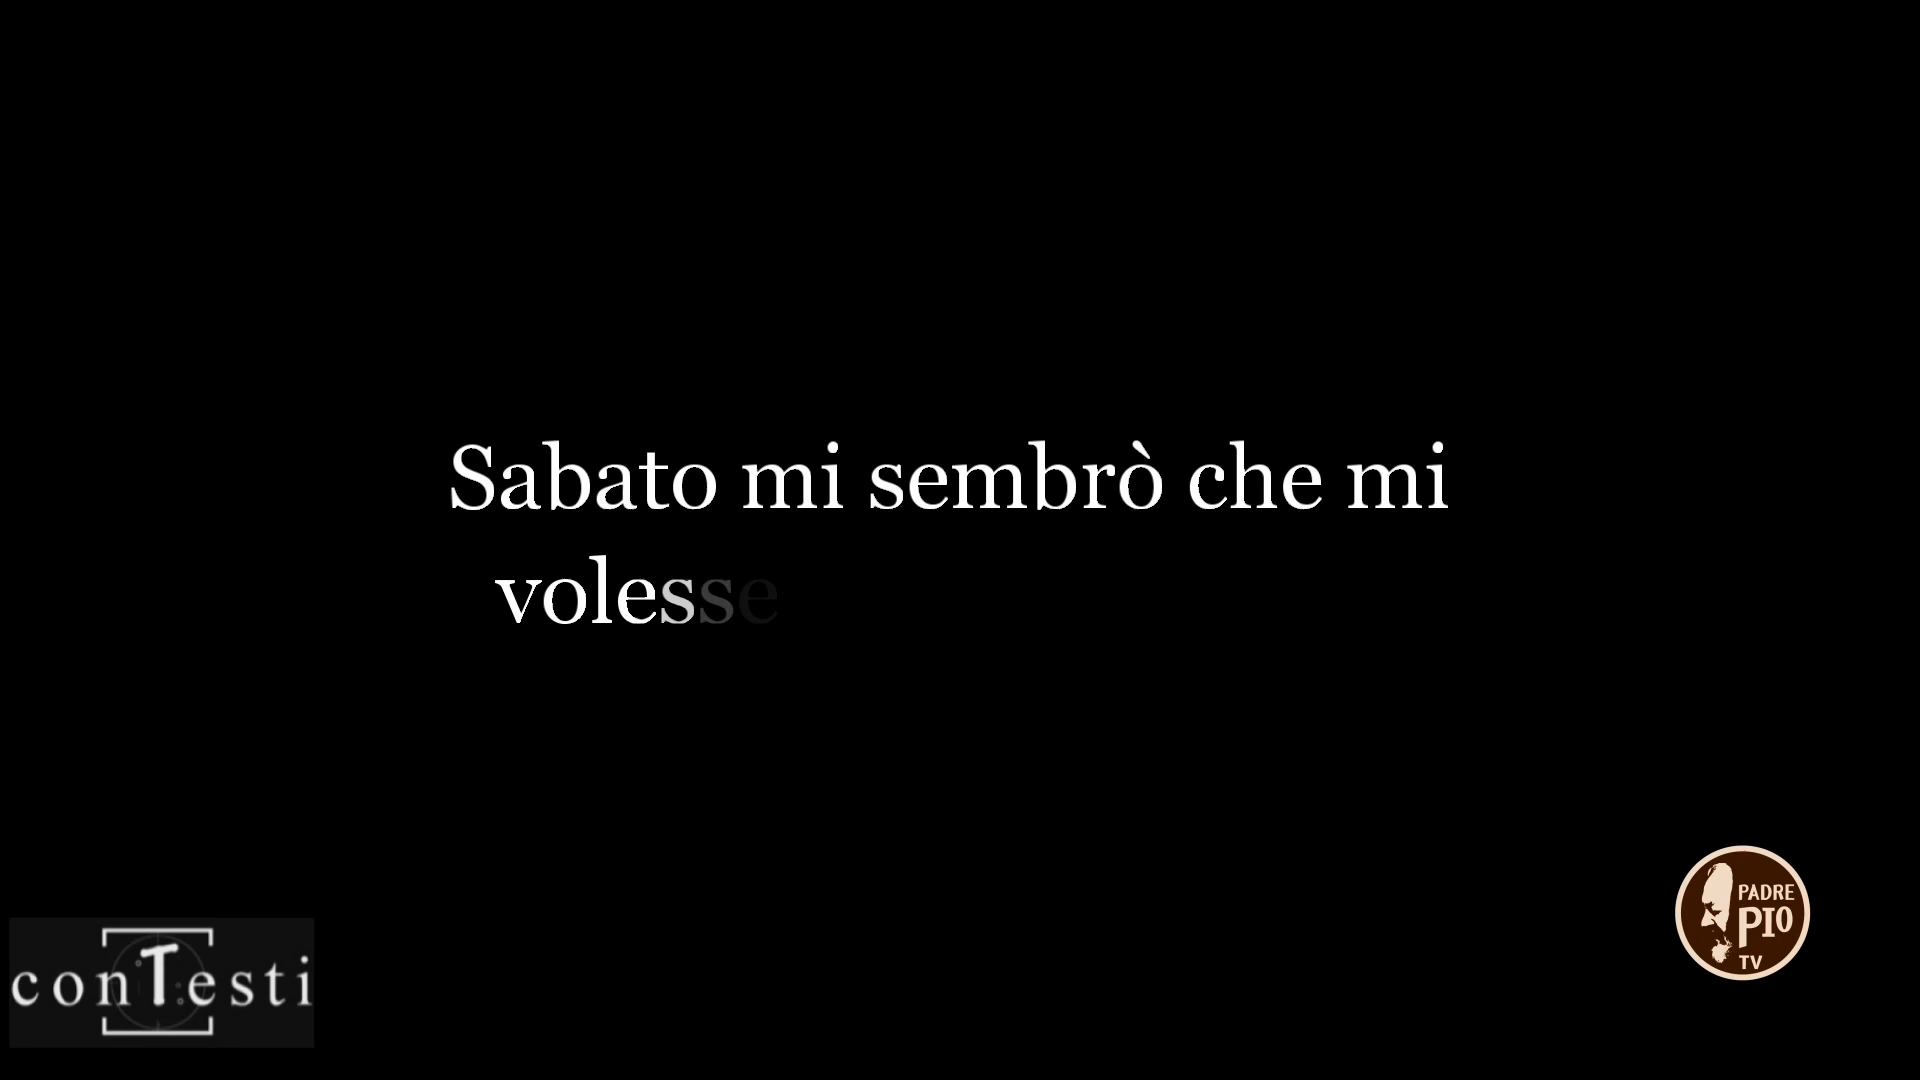 Sabato mi sembrò che mi
volesse
conTesti
PADRE
PIO
TV